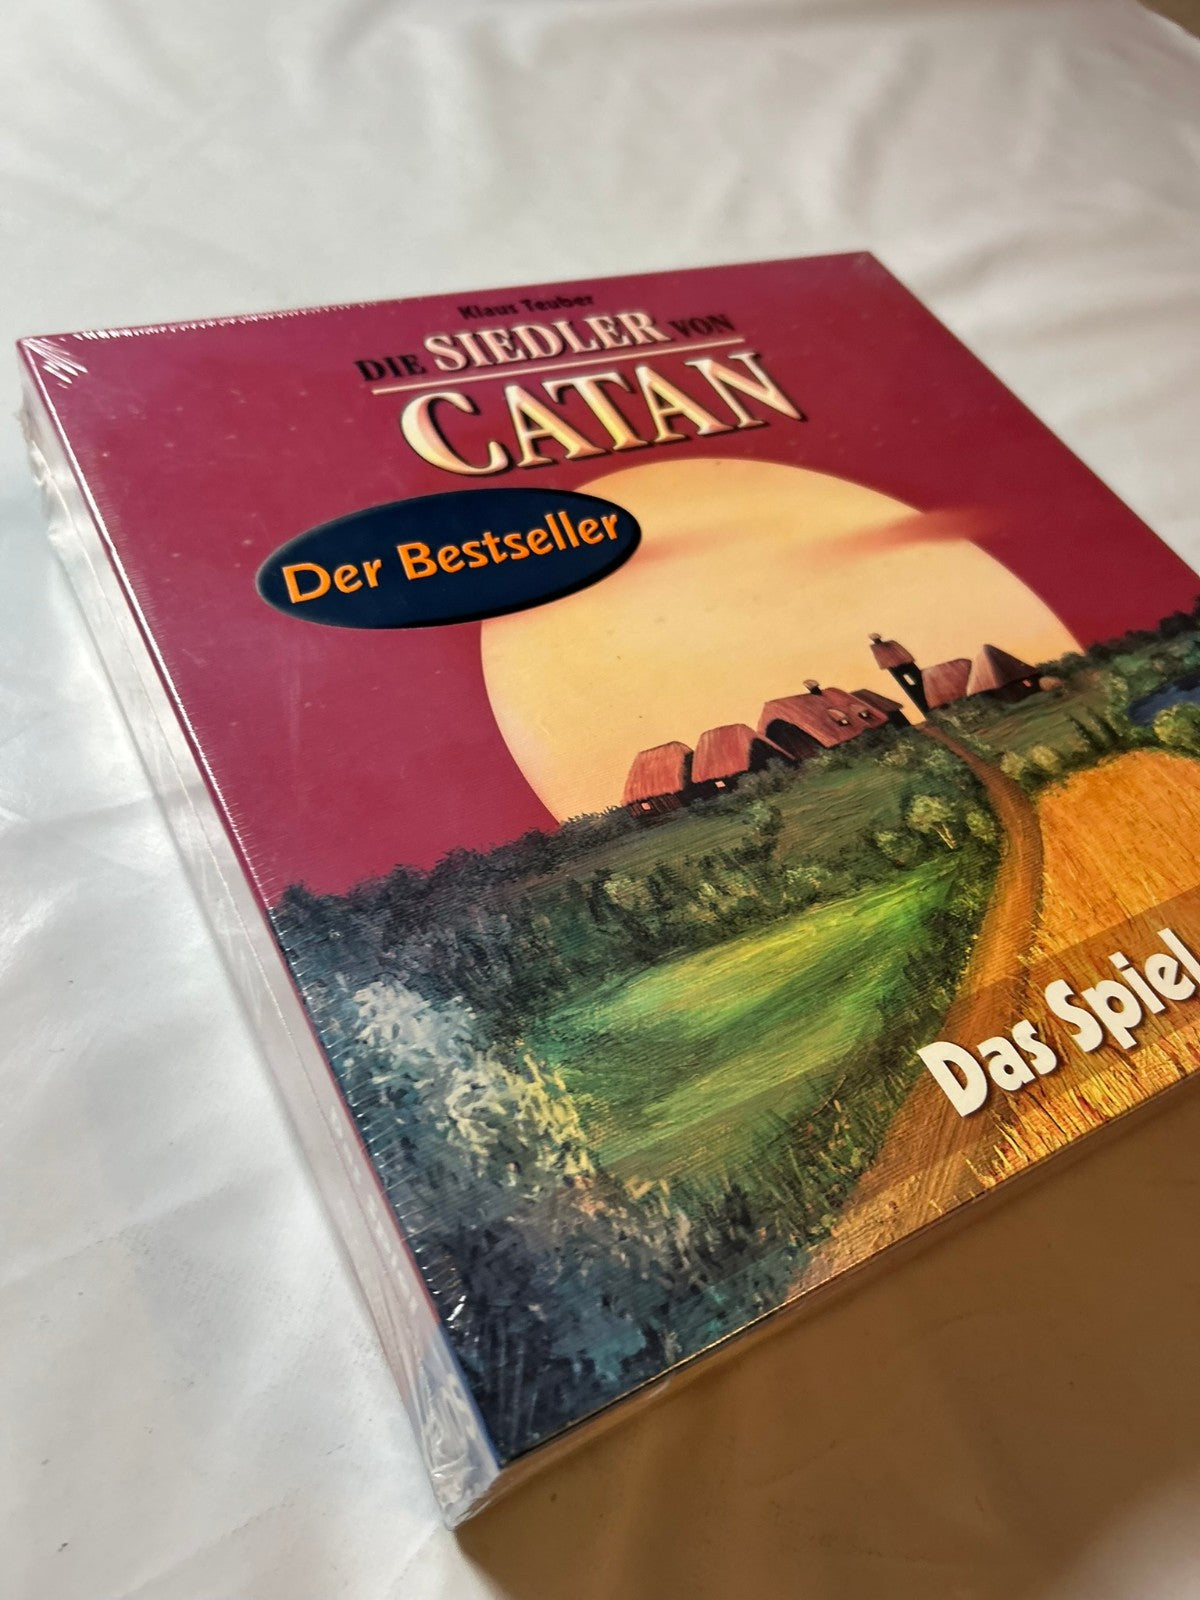 Klaus Teuber
DIE SIEDLER VON
CATAN
Der Bestseller
Das Spiel